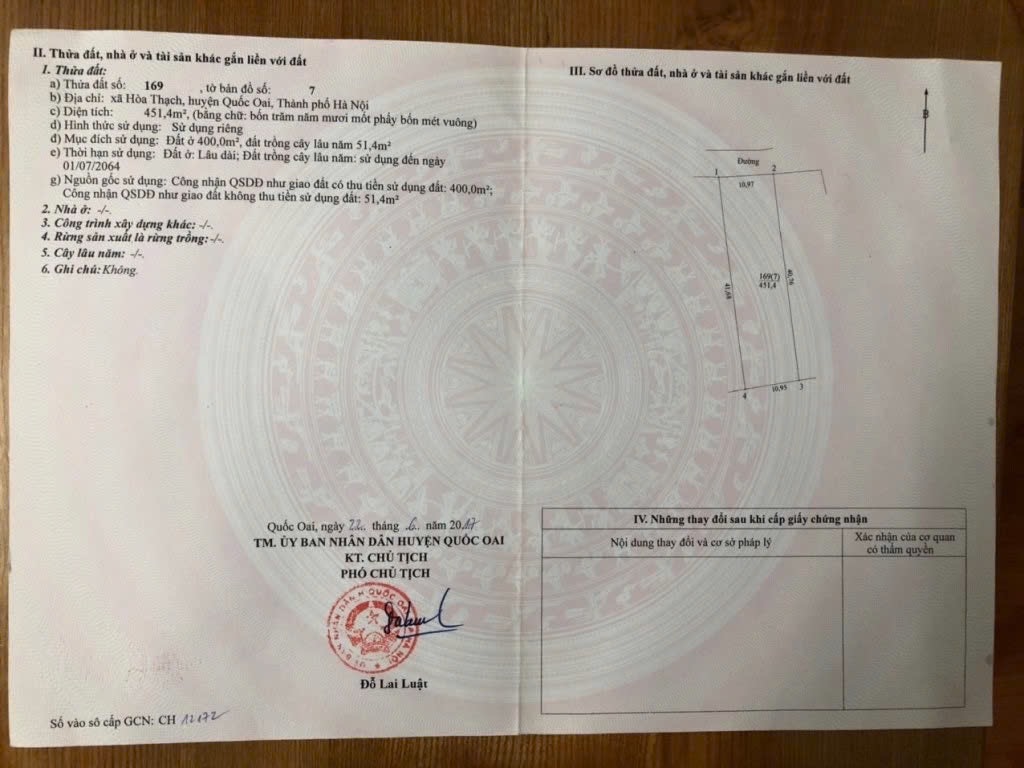 II. Thửa đất, nhà ở và tài sản khác gắn liền với đất
1. Thửa đất:
a) Thửa đất số: 169 , tờ bản đồ số: 7
b) Địa chỉ: xã Hòa Thạch, huyện Quốc Oai, Thành phố Hà Nội
c) Diện tích: 451,4m², (bằng chữ: bốn trăm năm mươi mốt phẩy bốn mét vuông)
d) Hình thức sử dụng: Sử dụng riêng
đ) Mục đích sử dụng: Đất ở 400,0m², đất trồng cây lâu năm 51,4m²
e) Thời hạn sử dụng: Đất ở: Lâu dài; Đất trồng cây lâu năm: sử dụng đến ngày
01/07/2064
g) Nguồn gốc sử dụng: Công nhận QSDĐ như giao đất có thu tiền sử dụng đất: 400,0m²;
Công nhận QSDĐ như giao đất không thu tiền sử dụng đất: 51,4m²
2. Nhà ở: -/-.
3. Công trình xây dựng khác: -/-.
4. Rừng sản xuất là rừng trồng: -/-.
5. Cây lâu năm: -/-.
6. Ghi chú: Không.
Quốc Oai, ngày 22 tháng 6 năm 2017
TM. ỦY BAN NHÂN DÂN HUYỆN QUỐC OAI
KT. CHỦ TỊCH
PHÓ CHỦ TỊCH
Đỗ Lai Luật
Số vào sổ cấp GCN: CH 12172
III. Sơ đồ thửa đất, nhà ở và tài sản khác gắn liền với đất
B
Đường
1
2
10,97
169(7)
451,4
41,68
40,76
10,95
4
3
IV. Những thay đổi sau khi cấp giấy chứng nhận
Nội dung thay đổi và cơ sở pháp lý
Xác nhận của cơ quan
có thẩm quyền